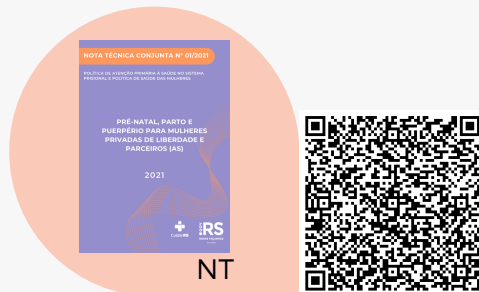 NOTA TÉCNICA CONJUNTA Nº 01/2021
POLÍTICA DE ATENÇÃO PRIMÁRIA À SAÚDE NO SISTEMA
PRISIONAL E POLÍTICA DE SAÚDE DAS MULHERES
PRÉ-NATAL, PARTO E
PUERPÉRIO PARA MULHERES
PRIVADAS DE LIBERDADE E
PARCEIROS (AS)
2021
RS
NT